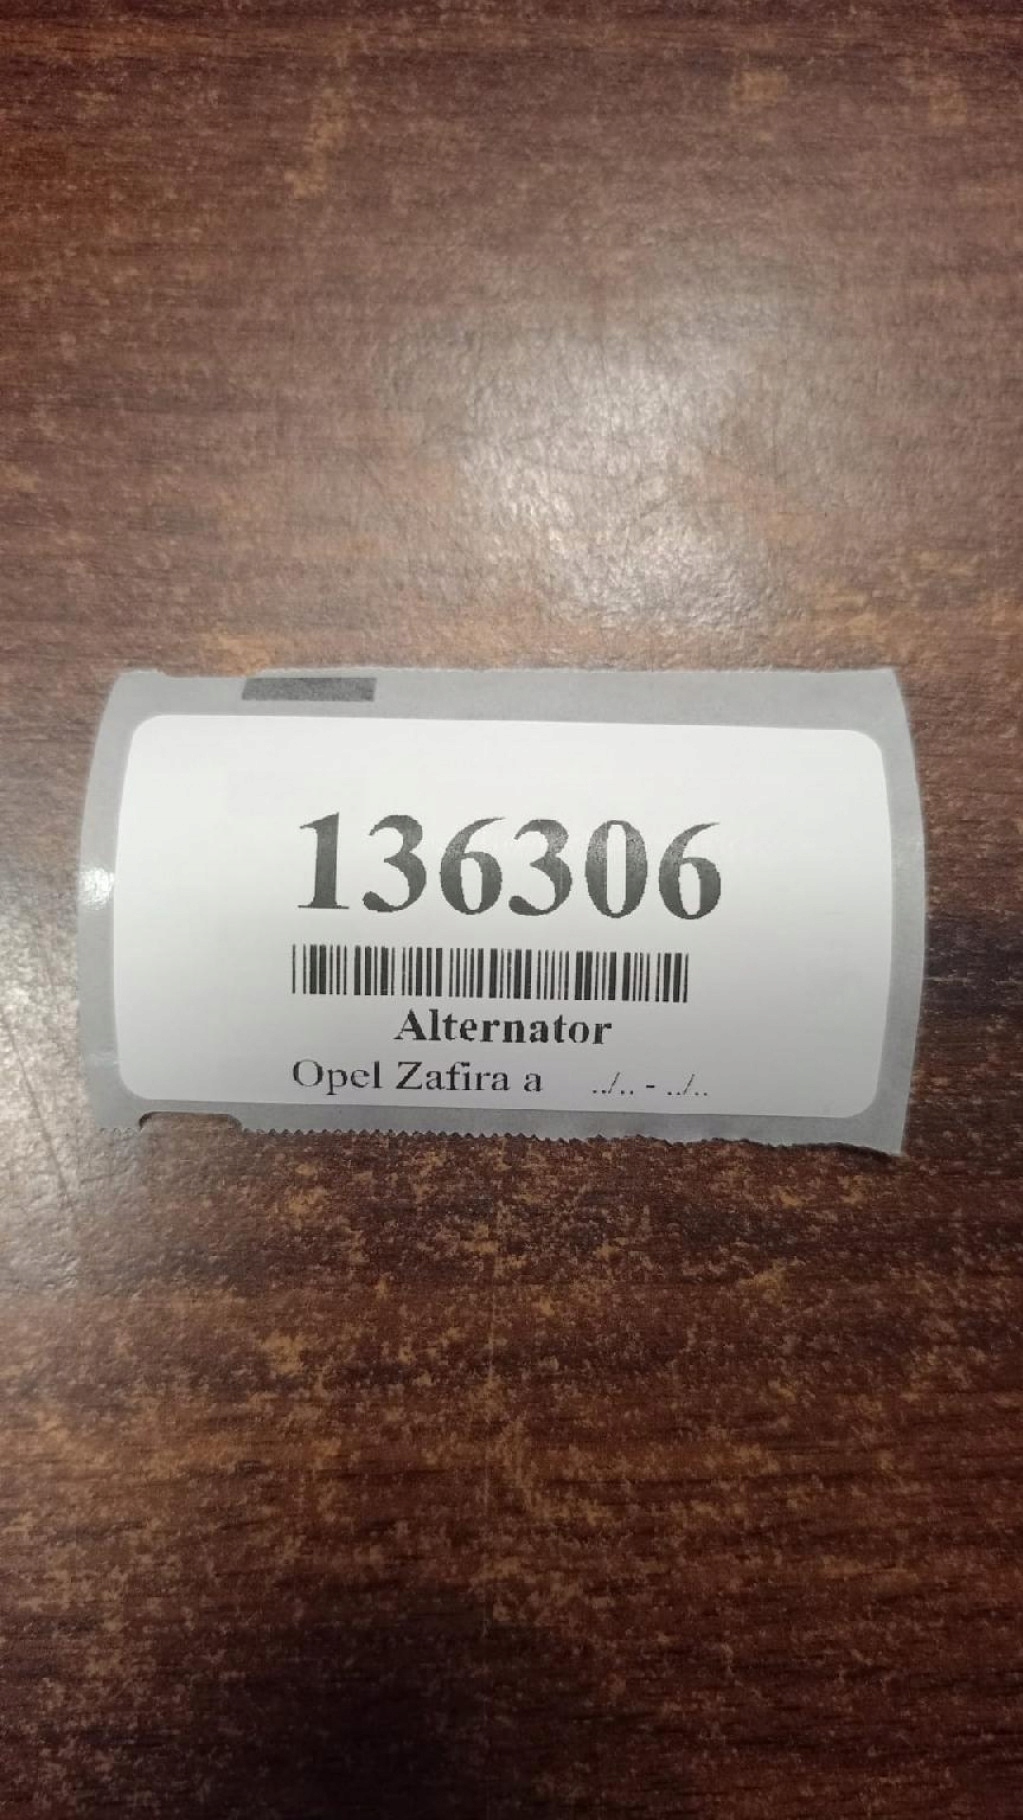 136306
Alternator
Opel Zafira a ../.. - ../..